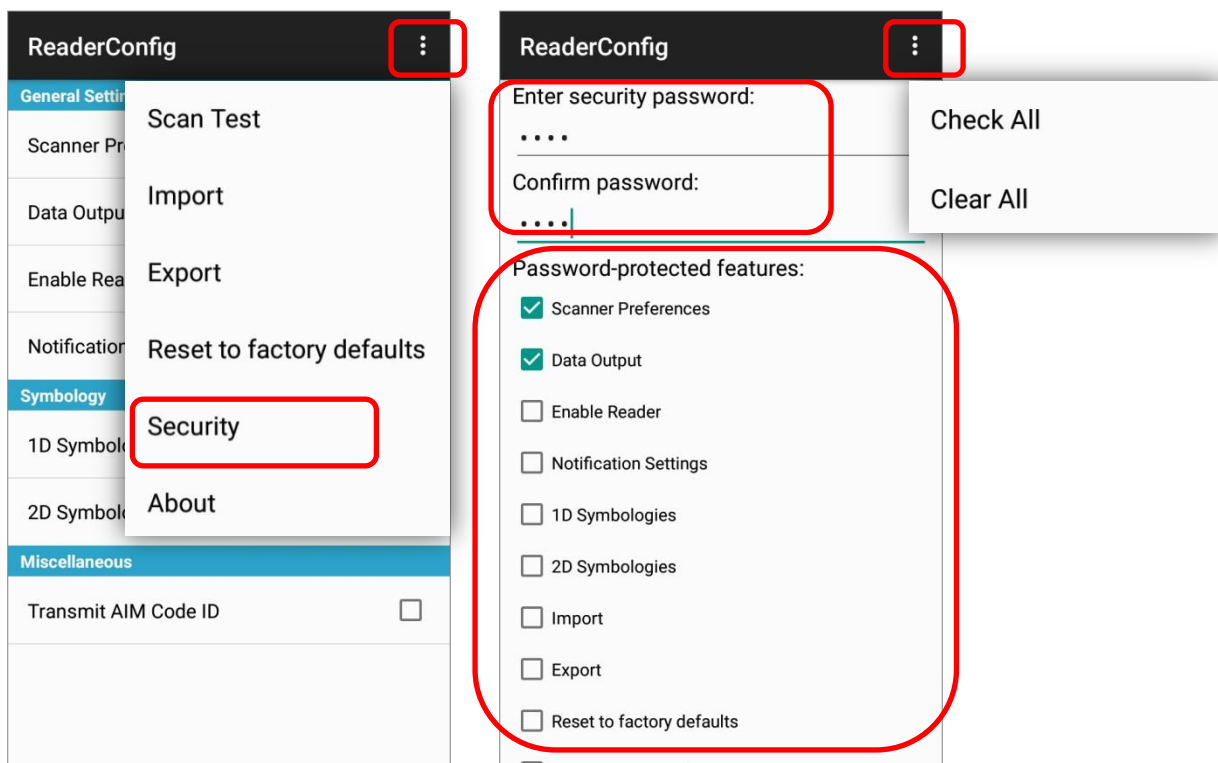 ReaderConfig
General Settin
Scanner Pr
Data Outpu
Enable Rea
Notification
Symbology
1D Symbolo
2D Symbolo
Miscellaneous
Transmit AIM Code ID
Scan Test
Import
Export
Reset to factory defaults
Security
About
ReaderConfig
Enter security password:
••••
Confirm password:
••••
Password-protected features:
Scanner Preferences
Data Output
Enable Reader
Notification Settings
1D Symbologies
2D Symbologies
Import
Export
Reset to factory defaults
Check All
Clear All